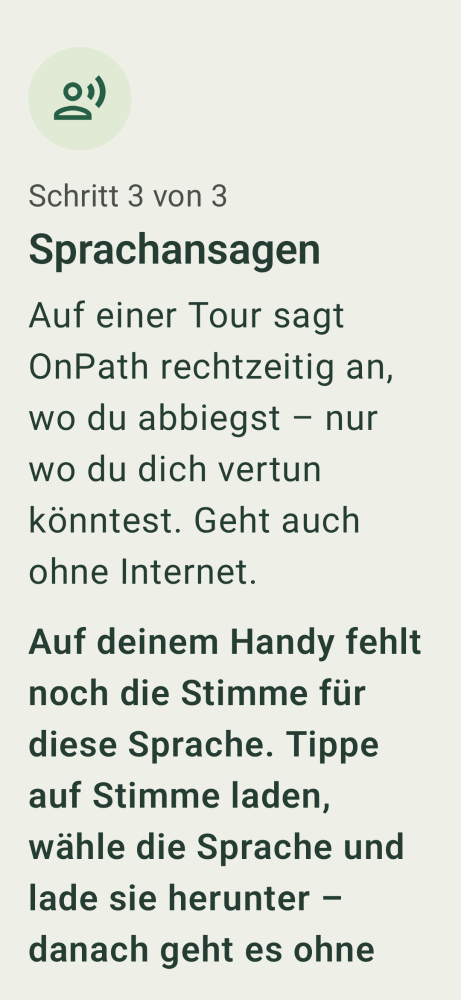 Schritt 3 von 3
Sprachansagen
Auf einer Tour sagt
OnPath rechtzeitig an,
wo du abbiegst – nur
wo du dich vertun
könntest. Geht auch
ohne Internet.
Auf deinem Handy fehlt
noch die Stimme für
diese Sprache. Tippe
auf Stimme laden,
wähle die Sprache und
lade sie herunter –
danach geht es ohne